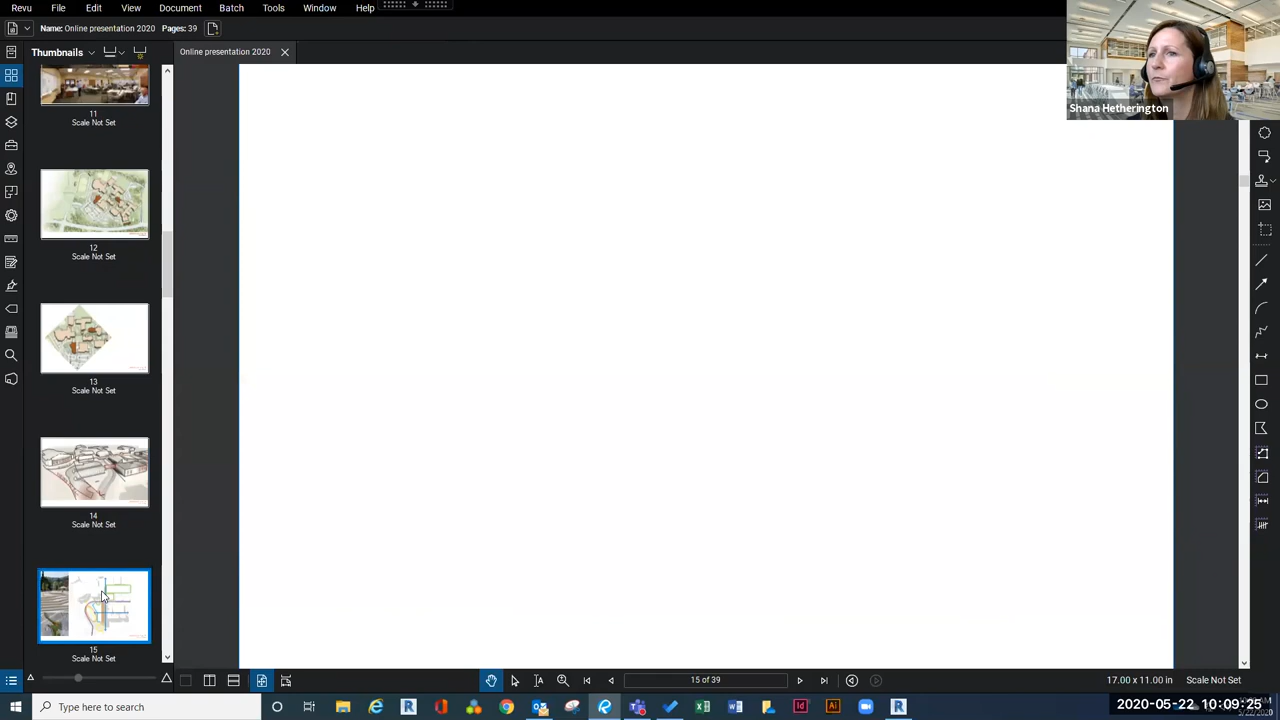 Revu File Edit View Document Batch Tools Window Help
Name: Online presentation 2020 Pages: 39
Thumbnails
Online presentation 2020
Shana Hetherington
11
Scale Not Set
12
Scale Not Set
13
Scale Not Set
14
Scale Not Set
15
Scale Not Set
15 of 39
17.00 x 11.00 in Scale Not Set
Type here to search
2020-05-22 10:09:25